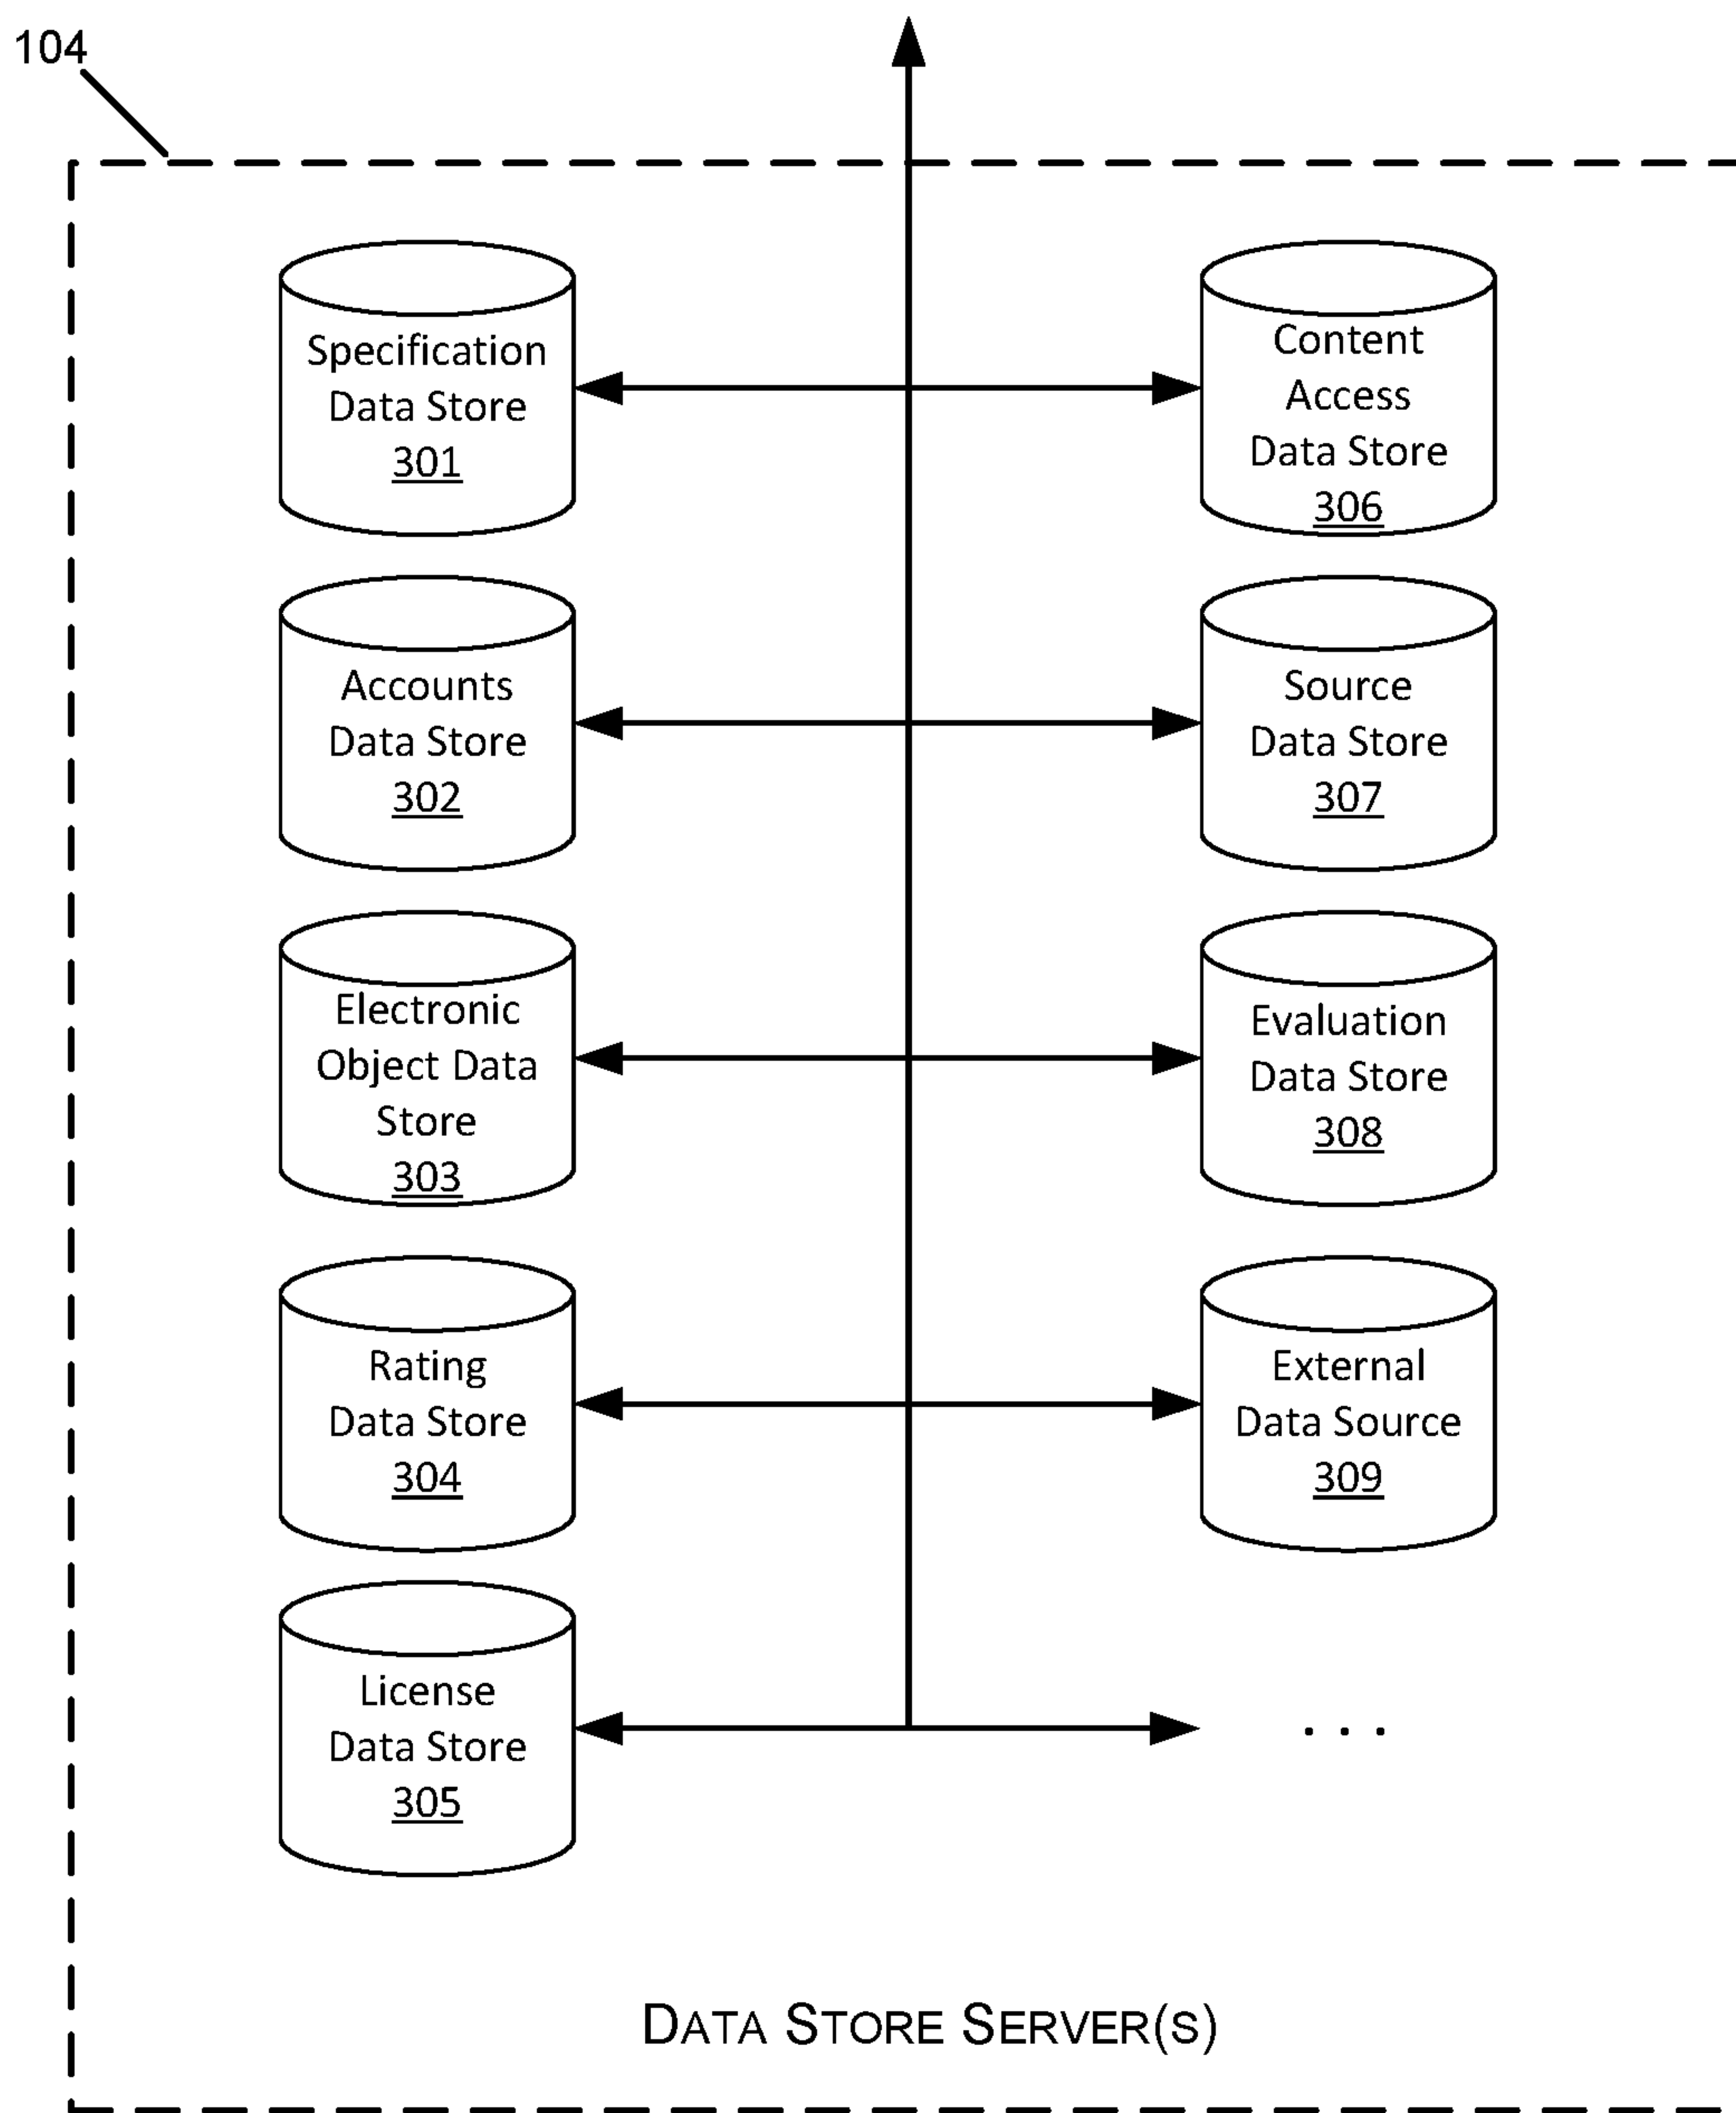 104
Specification
Data Store
301
Content
Access
Data Store
306
Accounts
Data Store
302
Source
Data Store
307
Electronic
Object Data
Store
303
Evaluation
Data Store
308
Rating
Data Store
304
External
Data Source
309
License
Data Store
305
. . .
DATA STORE SERVER(S)